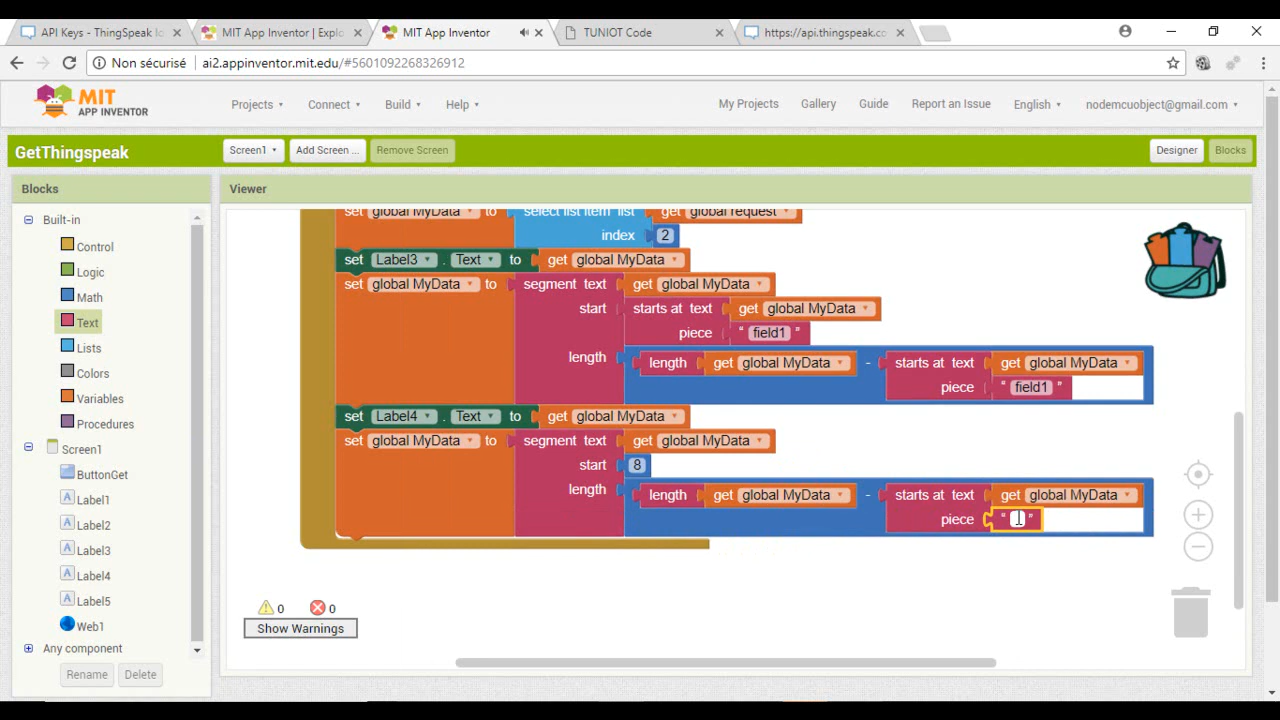 API Keys - ThingSpeak Io
MIT App Inventor | Explo
MIT App Inventor
TUNIOT Code
https://api.thingspeak.co
Non sécurisé
ai2.appinventor.mit.edu/#5601092268326912
MIT
APP INVENTOR
Projects
Connect
Build
Help
My Projects
Gallery
Guide
Report an Issue
English
nodemcuobject@gmail.com
GetThingspeak
Screen1
Add Screen ...
Remove Screen
Designer
Blocks
Blocks
Viewer
Built-in
Control
Logic
Math
Text
Lists
Colors
Variables
Procedures
Screen1
ButtonGet
Label1
Label2
Label3
Label4
Label5
Web1
Any component
Rename
Delete
set global MyData to select list item list get global request
index 2
set Label3 . Text to get global MyData
set global MyData to segment text get global MyData
start starts at text get global MyData
piece " field1 "
length length get global MyData - starts at text get global MyData
piece " field1 "
set Label4 . Text to get global MyData
set global MyData to segment text get global MyData
start 8
length length get global MyData - starts at text get global MyData
piece " "
0 0
Show Warnings